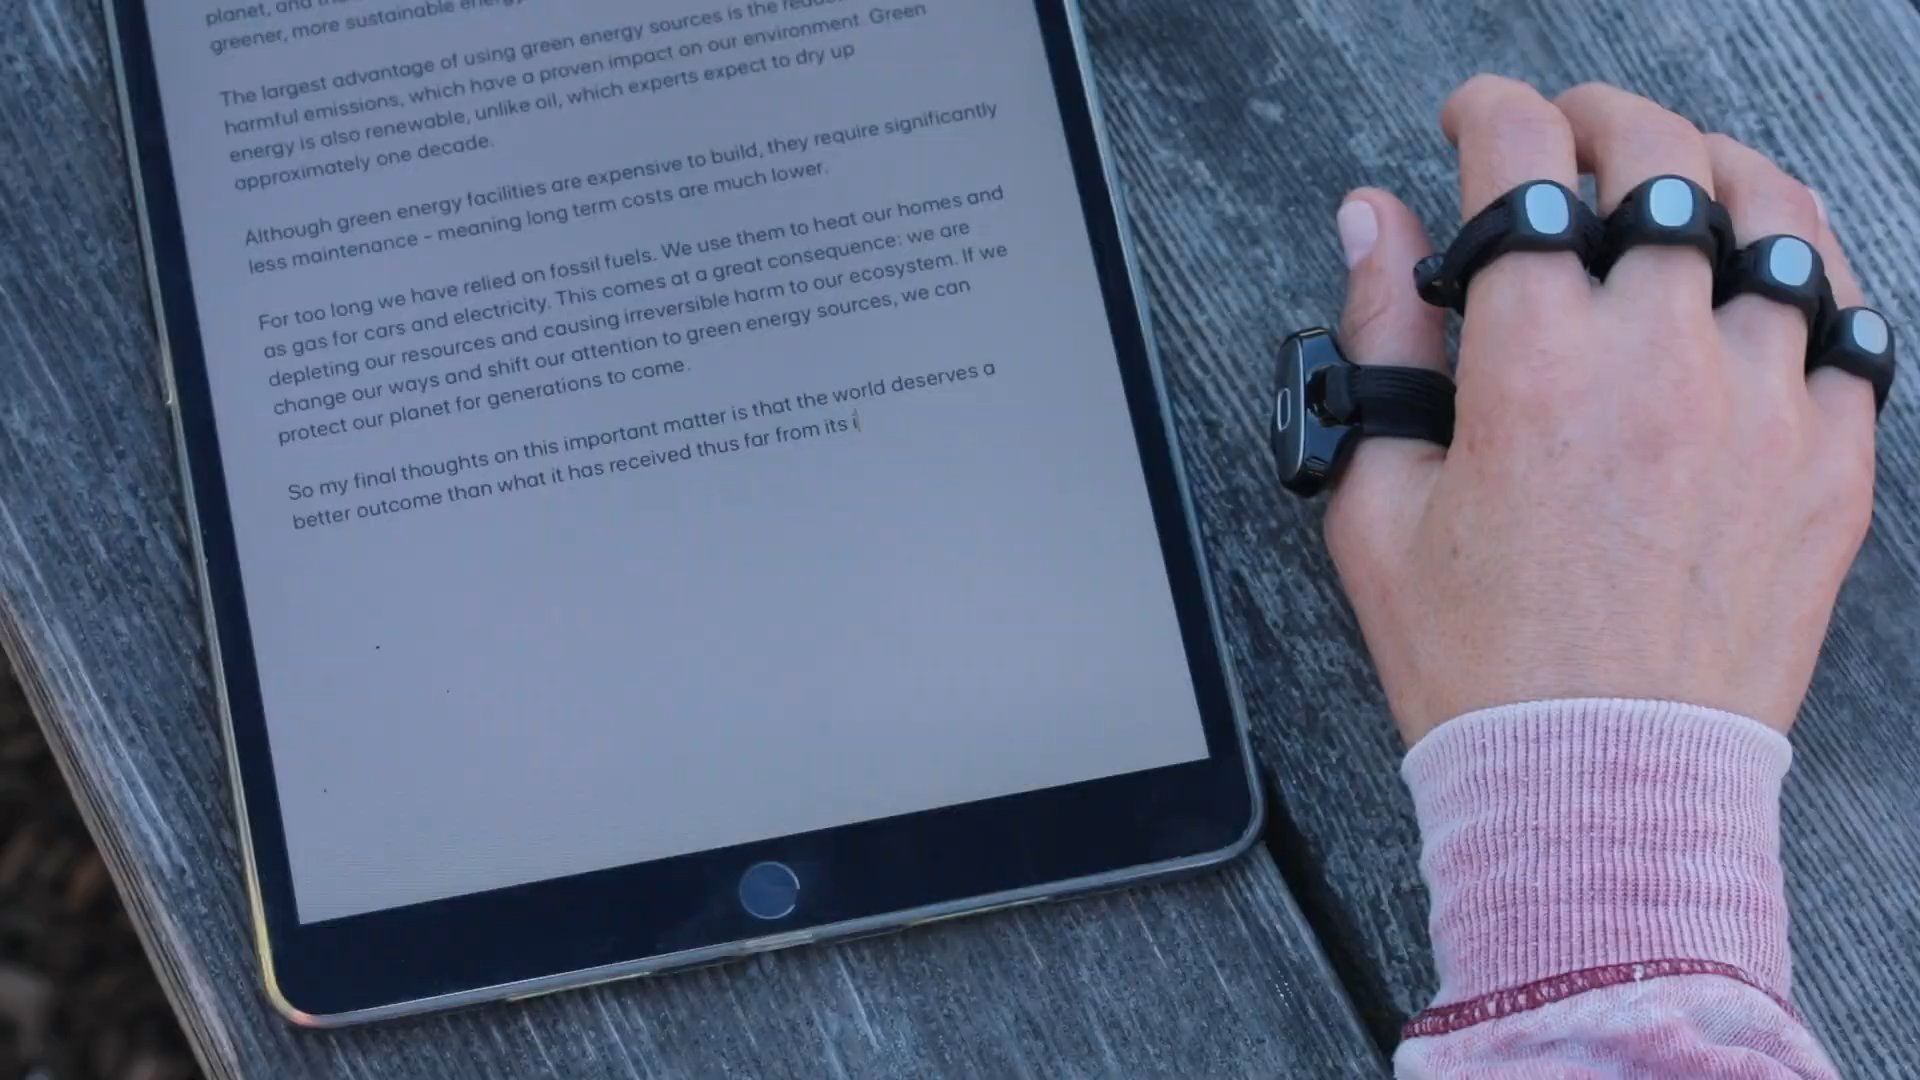 planet, and
greener, more sustainable energy
The largest advantage of using green energy sources is the
harmful emissions, which have a proven impact on our environment. Green
energy is also renewable, unlike oil, which experts expect to dry up
approximately one decade.
Although green energy facilities are expensive to build, they require significantly
less maintenance - meaning long term costs are much lower.
For too long we have relied on fossil fuels. We use them to heat our homes and
as gas for cars and electricity. This comes at a great consequence: we are
depleting our resources and causing irreversible harm to our ecosystem. If we
change our ways and shift our attention to green energy sources, we can
protect our planet for generations to come.
So my final thoughts on this important matter is that the world deserves a
better outcome than what it has received thus far from its i